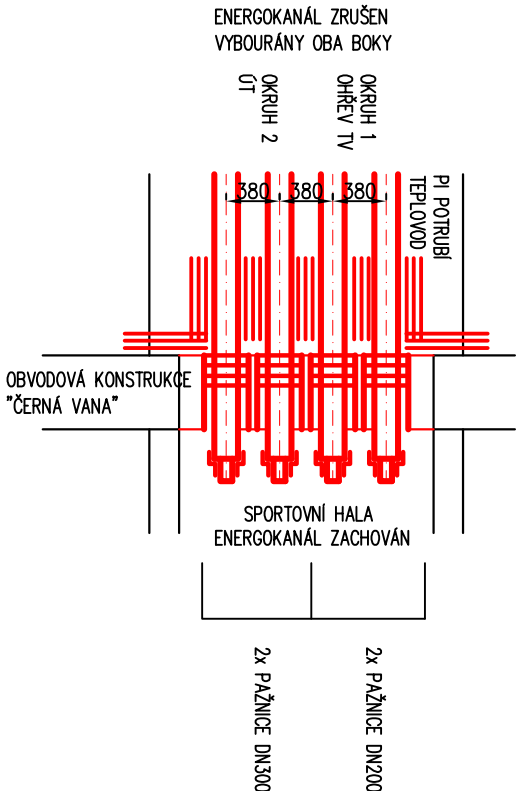 ENERGOKANÁL ZRUŠEN
VYBOURÁNY OBA BOKY
OKRUH 1
OHŘEV TV
OKRUH 2
ÚT
PI POTRUBÍ
TEPLOVOD
380
380
380
OBVODOVÁ KONSTRUKCE
"ČERNÁ VANA"
SPORTOVNÍ HALA
ENERGOKANÁL ZACHOVÁN
2x PAŽNICE DN200
2x PAŽNICE DN300